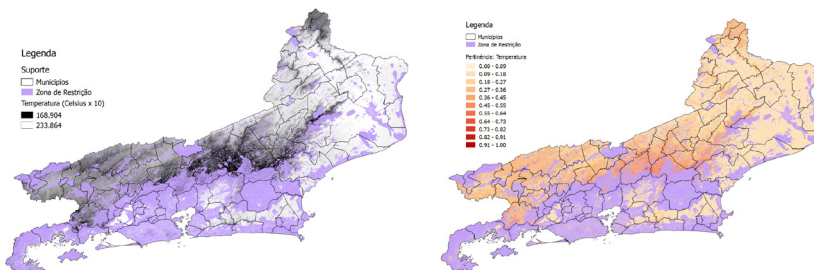 Legenda
Suporte
Municípios
Zona de Restrição
Temperatura (Celsius x 10)
168.904
233.864
Legenda
Municípios
Zona de Restrição
Pertinência: Temperatura
0.00 - 0.09
0.09 - 0.18
0.18 - 0.27
0.27 - 0.36
0.36 - 0.45
0.45 - 0.55
0.55 - 0.64
0.64 - 0.73
0.73 - 0.82
0.82 - 0.91
0.91 - 1.00